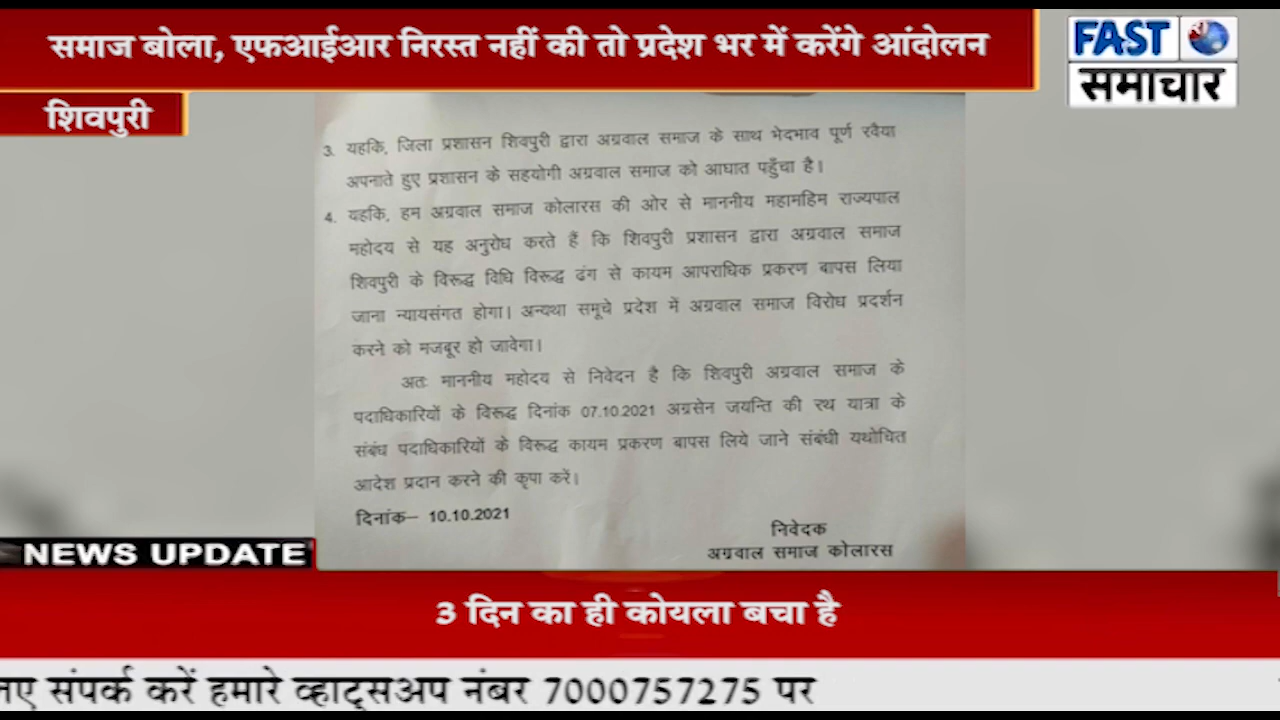 समाज बोला, एफआईआर निरस्त नहीं की तो प्रदेश भर में करेंगे आंदोलन
FAST
समाचार
शिवपुरी
3. यहकि, जिला प्रशासन शिवपुरी द्वारा अग्रवाल समाज के साथ भेदभाव पूर्ण रवैया
अपनाते हुए प्रशासन के सहयोगी अग्रवाल समाज को आघात पहुँचा है।
4. यहकि, हम अग्रवाल समाज कोलारस की ओर से माननीय महामहिम राज्यपाल
महोदय से यह अनुरोध करते हैं कि शिवपुरी प्रशासन द्वारा अग्रवाल समाज
शिवपुरी के विरूद्ध विधि विरूद्ध ढंग से कायम आपराधिक प्रकरण बापस लिया
जाना न्यायसंगत होगा। अन्यथा समूचे प्रदेश में अग्रवाल समाज विरोध प्रदर्शन
करने को मजबूर हो जावेगा।
अतः माननीय महोदय से निवेदन है कि शिवपुरी अग्रवाल समाज के
पदाधिकारियों के विरूद्ध दिनांक 07.10.2021 अग्रसेन जयन्ति की रथ यात्रा के
संबंध पदाधिकारियों के विरूद्ध कायम प्रकरण बापस लिये जाने संबंधी यथोचित
आदेश प्रदान करने की कृपा करें।
दिनांक– 10.10.2021
निवेदक
अग्रवाल समाज कोलारस
NEWS UPDATE
3 दिन का ही कोयला बचा है
संपर्क करें हमारे व्हाट्सअप नंबर 7000757275 पर